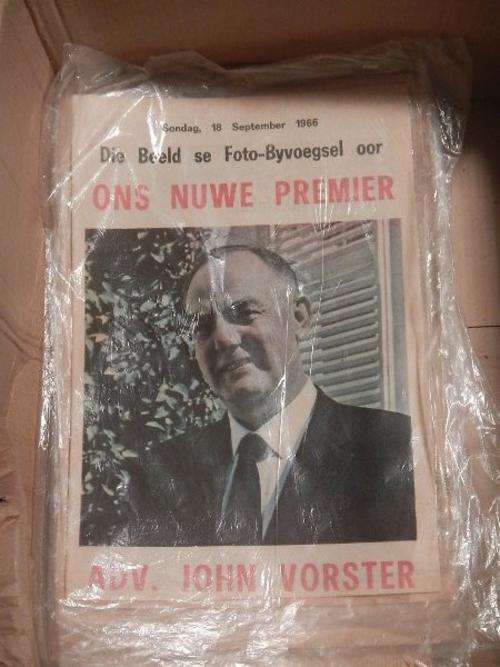 Sondag, 18 September 1966
Die Beeld se Foto-Byvoegsel oor
ONS NUWE PREMIER
ADV. JOHN VORSTER